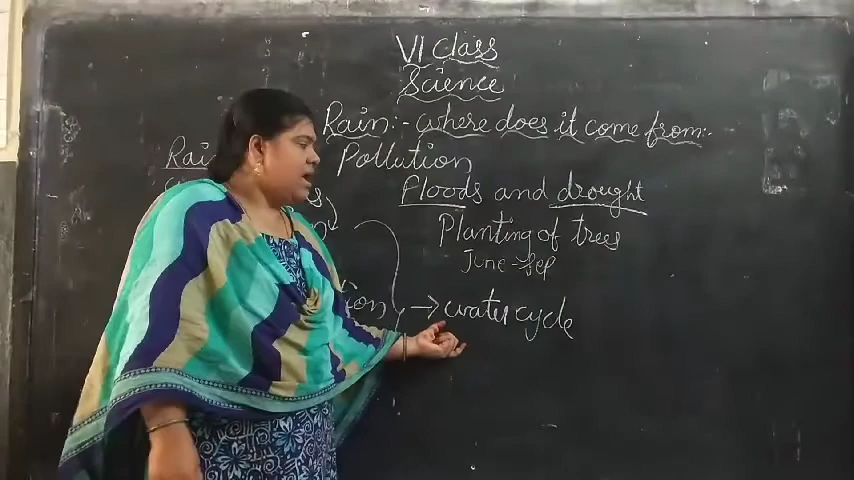 VI Class
Science
Rain:- where does it come from:-
Rai
Pollution
Floods and drought
Planting of trees
June-Sep
→ water cycle